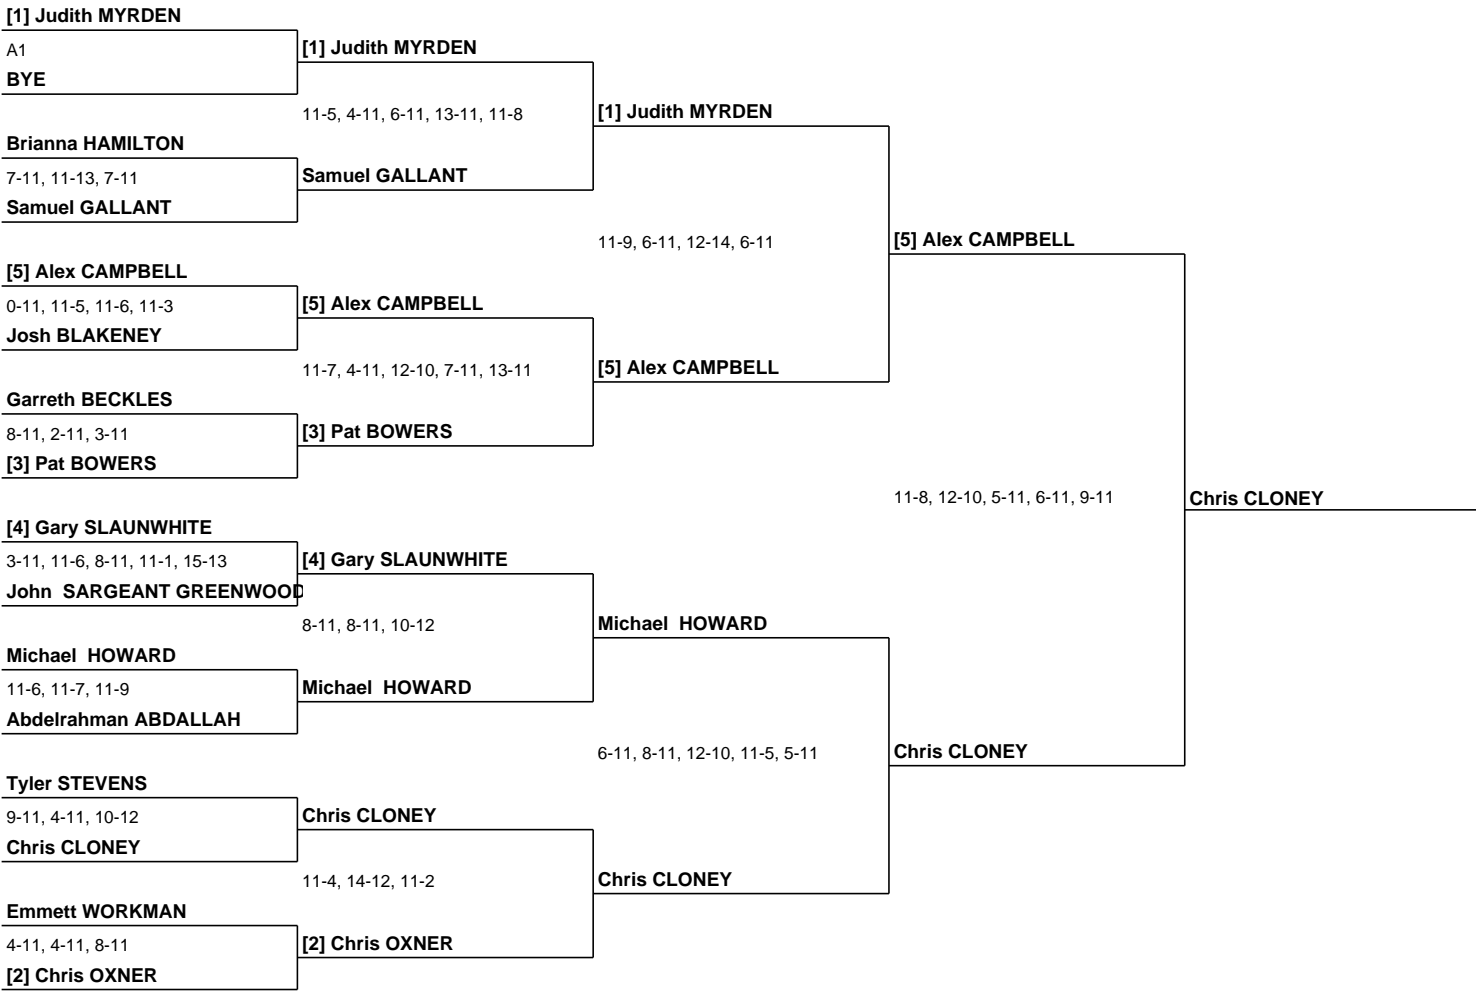 [1] Judith MYRDEN
A1
BYE
Brianna HAMILTON
7-11, 11-13, 7-11
Samuel GALLANT
[5] Alex CAMPBELL
0-11, 11-5, 11-6, 11-3
Josh BLAKENEY
Garreth BECKLES
8-11, 2-11, 3-11
[3] Pat BOWERS
[4] Gary SLAUNWHITE
3-11, 11-6, 8-11, 11-1, 15-13
John  SARGEANT GREENWOOD
Michael  HOWARD
11-6, 11-7, 11-9
Abdelrahman ABDALLAH
Tyler STEVENS
9-11, 4-11, 10-12
Chris CLONEY
Emmett WORKMAN
4-11, 4-11, 8-11
[2] Chris OXNER
[1] Judith MYRDEN
11-5, 4-11, 6-11, 13-11, 11-8
Samuel GALLANT
[5] Alex CAMPBELL
11-7, 4-11, 12-10, 7-11, 13-11
[3] Pat BOWERS
[4] Gary SLAUNWHITE
8-11, 8-11, 10-12
Michael  HOWARD
Chris CLONEY
11-4, 14-12, 11-2
[2] Chris OXNER
[1] Judith MYRDEN
11-9, 6-11, 12-14, 6-11
[5] Alex CAMPBELL
Michael  HOWARD
6-11, 8-11, 12-10, 11-5, 5-11
Chris CLONEY
[5] Alex CAMPBELL
11-8, 12-10, 5-11, 6-11, 9-11
Chris CLONEY
Chris CLONEY